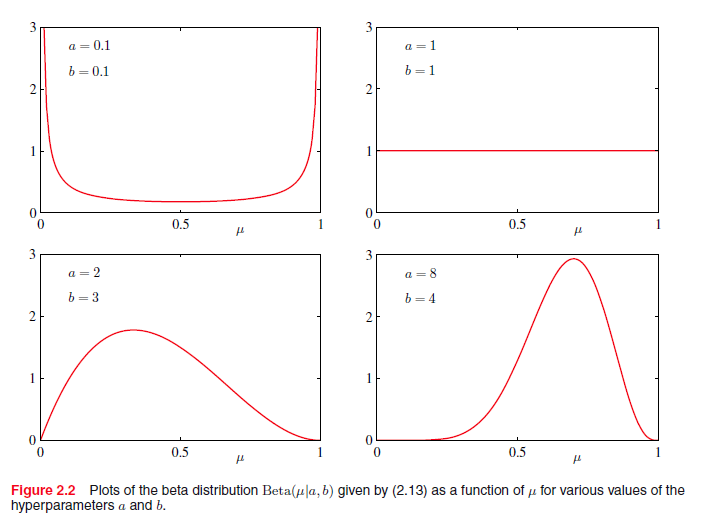 3
2
1
0
a = 0.1
b = 0.1
0
0.5
μ
1
3
2
1
0
a = 1
b = 1
0
0.5
μ
1
3
2
1
0
a = 2
b = 3
0
0.5
μ
1
3
2
1
0
a = 8
b = 4
0
0.5
μ
1
Figure 2.2 Plots of the beta distribution Beta(μ|a, b) given by (2.13) as a function of μ for various values of the
hyperparameters a and b.